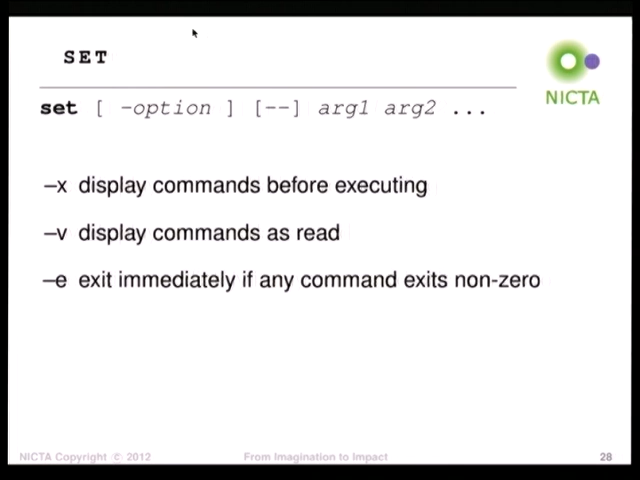 SET
NICTA
set [ -option ] [--] arg1 arg2 ...
–x display commands before executing
–v display commands as read
–e exit immediately if any command exits non-zero
NICTA Copyright © 2012
From Imagination to Impact
28